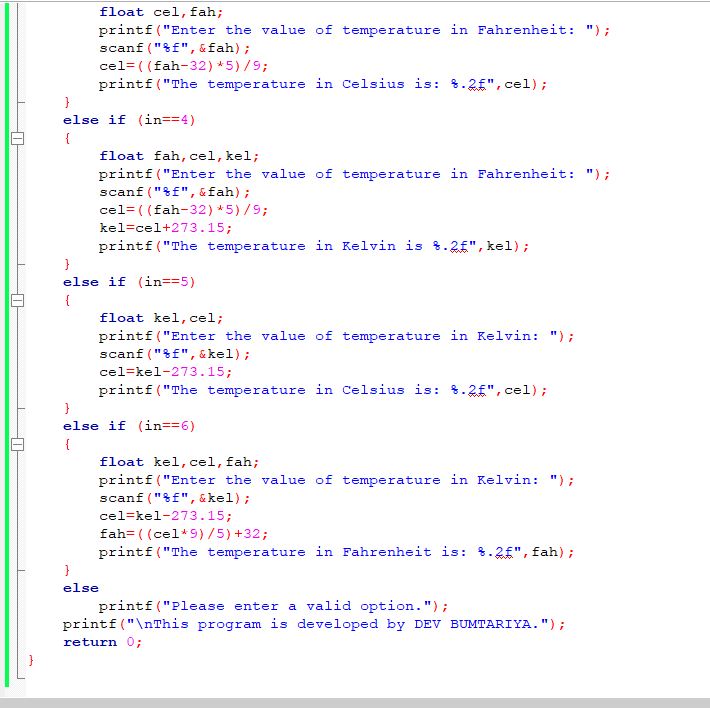 float cel,fah;
printf("Enter the value of temperature in Fahrenheit: ");
scanf("%f",&fah);
cel=((fah-32)*5)/9;
printf("The temperature in Celsius is: %.2f",cel);
}
else if (in==4)
{
float fah,cel,kel;
printf("Enter the value of temperature in Fahrenheit: ");
scanf("%f",&fah);
cel=((fah-32)*5)/9;
kel=cel+273.15;
printf("The temperature in Kelvin is %.2f",kel);
}
else if (in==5)
{
float kel,cel;
printf("Enter the value of temperature in Kelvin: ");
scanf("%f",&kel);
cel=kel-273.15;
printf("The temperature in Celsius is: %.2f",cel);
}
else if (in==6)
{
float kel,cel,fah;
printf("Enter the value of temperature in Kelvin: ");
scanf("%f",&kel);
cel=kel-273.15;
fah=((cel*9)/5)+32;
printf("The temperature in Fahrenheit is: %.2f",fah);
}
else
printf("Please enter a valid option.");
printf("\nThis program is developed by DEV BUMTARIYA.");
return 0;
}